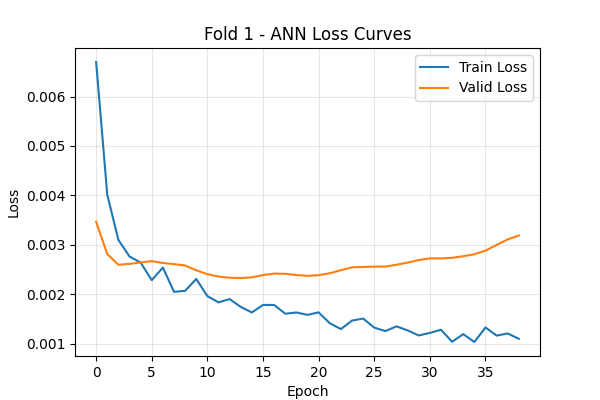 Fold 1 - ANN Loss Curves
Train Loss
Valid Loss
Loss
0.006
0.005
0.004
0.003
0.002
0.001
0 5 10 15 20 25 30 35
Epoch